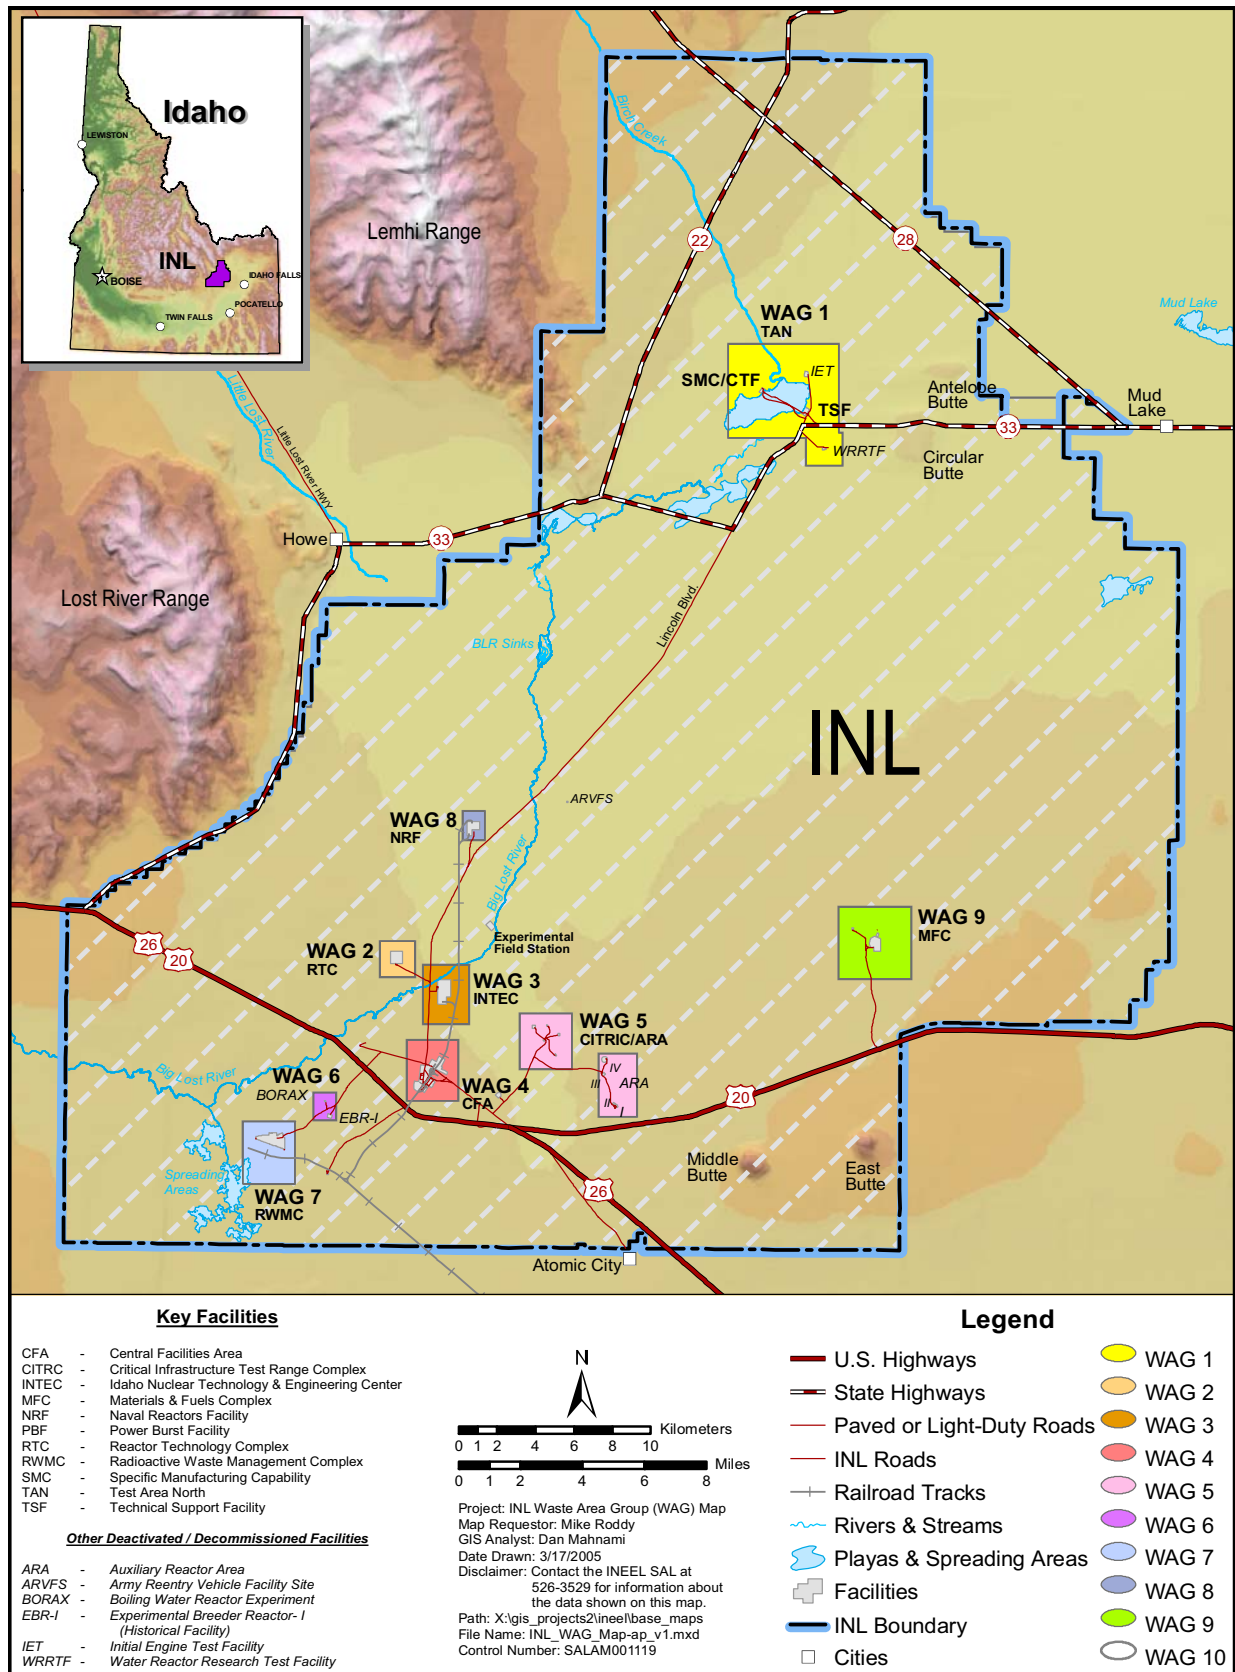 Idaho
LEWISTON
INL
BOISE
IDAHO FALLS
POCATELLO
TWIN FALLS
Lemhi Range
Birch Creek
22
28
Mud Lake
WAG 1
TAN
SMC/CTF
IET
TSF
WRRTF
Antelope
Butte
Mud
Lake
33
Circular
Butte
Little Lost River
Little Lost River HWY
Howe
33
Lost River Range
Lincoln Blvd.
BLR Sinks
INL
ARVFS
WAG 8
NRF
Big Lost River
Experimental
Field Station
WAG 9
MFC
26
20
WAG 2
RTC
WAG 3
INTEC
WAG 5
CITRIC/ARA
Big Lost River
WAG 6
BORAX
EBR-I
WAG 4
CFA
IV
III
ARA
II
I
20
Middle
Butte
East
Butte
Spreading
Areas
WAG 7
RWMC
26
Atomic City
Key Facilities
CFA - Central Facilities Area
CITRC - Critical Infrastructure Test Range Complex
INTEC - Idaho Nuclear Technology & Engineering Center
MFC - Materials & Fuels Complex
NRF - Naval Reactors Facility
PBF - Power Burst Facility
RTC - Reactor Technology Complex
RWMC - Radioactive Waste Management Complex
SMC - Specific Manufacturing Capability
TAN - Test Area North
TSF - Technical Support Facility
Other Deactivated / Decommissioned Facilities
ARA - Auxiliary Reactor Area
ARVFS - Army Reentry Vehicle Facility Site
BORAX - Boiling Water Reactor Experiment
EBR-I - Experimental Breeder Reactor- I
(Historical Facility)
IET - Initial Engine Test Facility
WRRTF - Water Reactor Research Test Facility
N
Kilometers
0 1 2 4 6 8 10
Miles
0 1 2 4 6 8
Project: INL Waste Area Group (WAG) Map
Map Requestor: Mike Roddy
GIS Analyst: Dan Mahnami
Date Drawn: 3/17/2005
Disclaimer: Contact the INEEL SAL at
526-3529 for information about
the data shown on this map.
Path: X:\gis_projects2\ineel\base_maps
File Name: INL_WAG_Map-ap_v1.mxd
Control Number: SALAM001119
Legend
U.S. Highways
State Highways
Paved or Light-Duty Roads
INL Roads
Railroad Tracks
Rivers & Streams
Playas & Spreading Areas
Facilities
INL Boundary
Cities
WAG 1
WAG 2
WAG 3
WAG 4
WAG 5
WAG 6
WAG 7
WAG 8
WAG 9
WAG 10